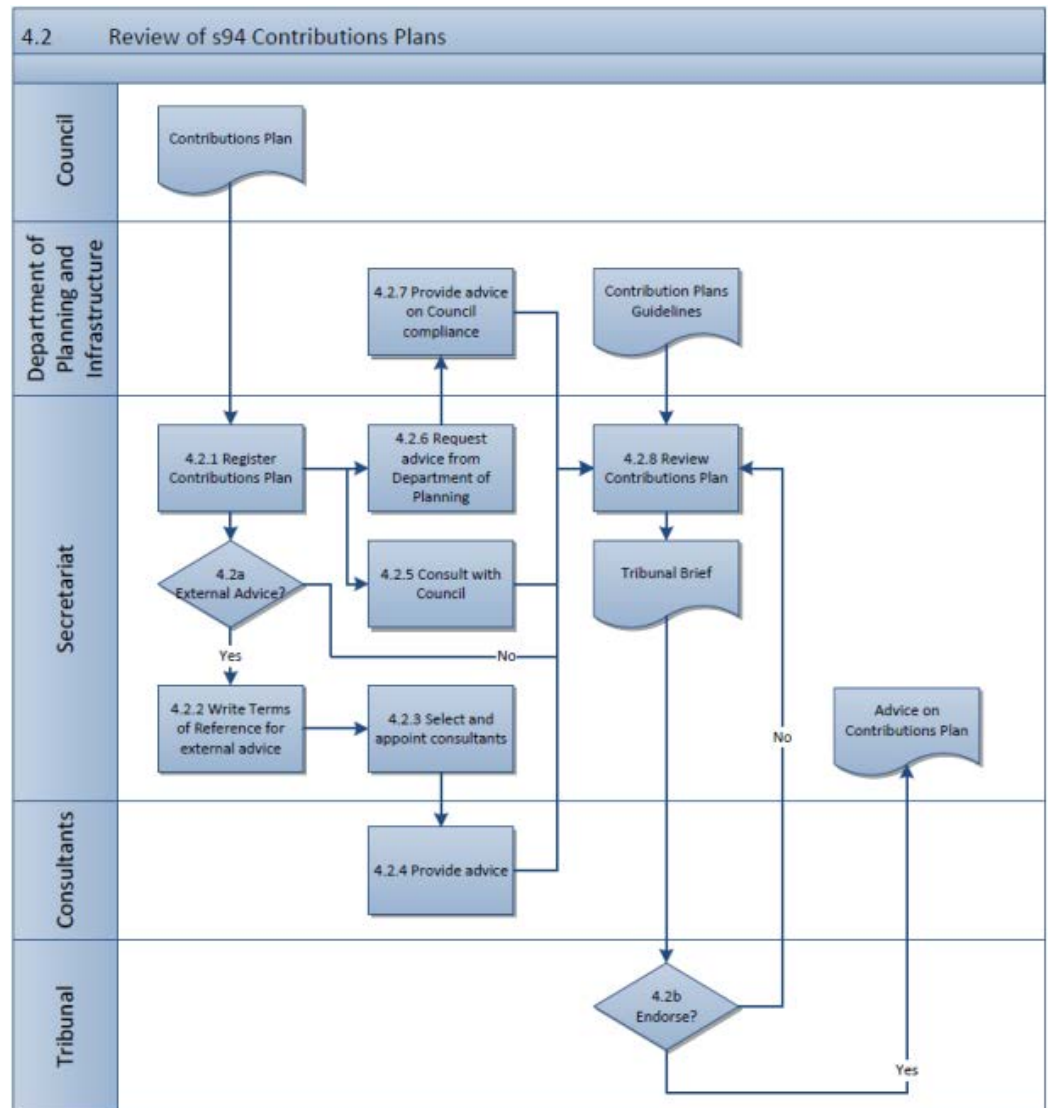 4.2 Review of s94 Contributions Plans
Council
Contributions Plan
Department of
Planning and
Infrastructure
4.2.7 Provide advice
on Council
compliance
Contribution Plans
Guidelines
Secretariat
4.2.1 Register
Contributions Plan
4.2.6 Request
advice from
Department of
Planning
4.2.8 Review
Contributions Plan
4.2a
External Advice?
4.2.5 Consult with
Council
Tribunal Brief
Yes
No
4.2.2 Write Terms
of Reference for
external advice
4.2.3 Select and
appoint consultants
No
Advice on
Contributions Plan
Consultants
4.2.4 Provide advice
Tribunal
4.2b
Endorse?
Yes